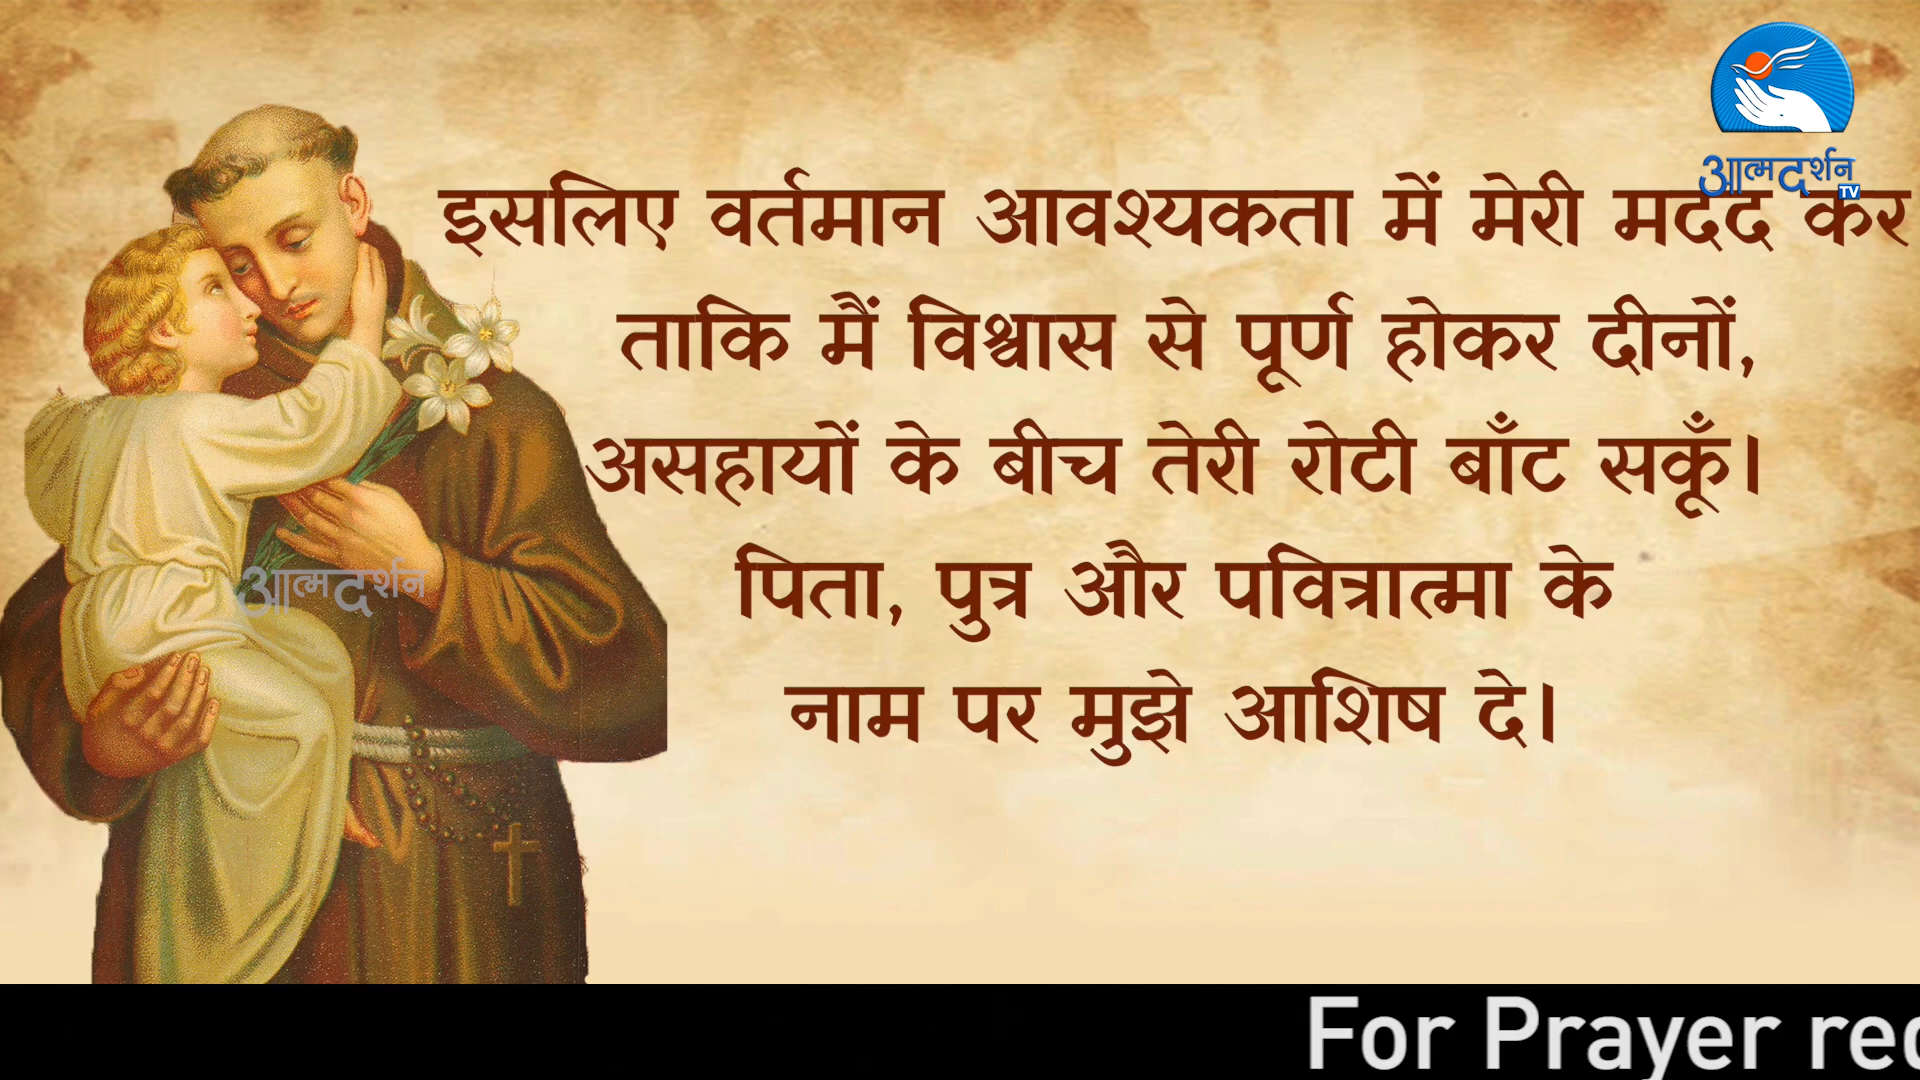 आत्मदर्शन
TV
इसलिए वर्तमान आवश्यकता में मेरी मदद कर
ताकि मैं विश्वास से पूर्ण होकर दीनों,
असहायों के बीच तेरी रोटी बाँट सकूँ।
पिता, पुत्र और पवित्रात्मा के
आत्मदर्शन
नाम पर मुझे आशिष दे।
For Prayer